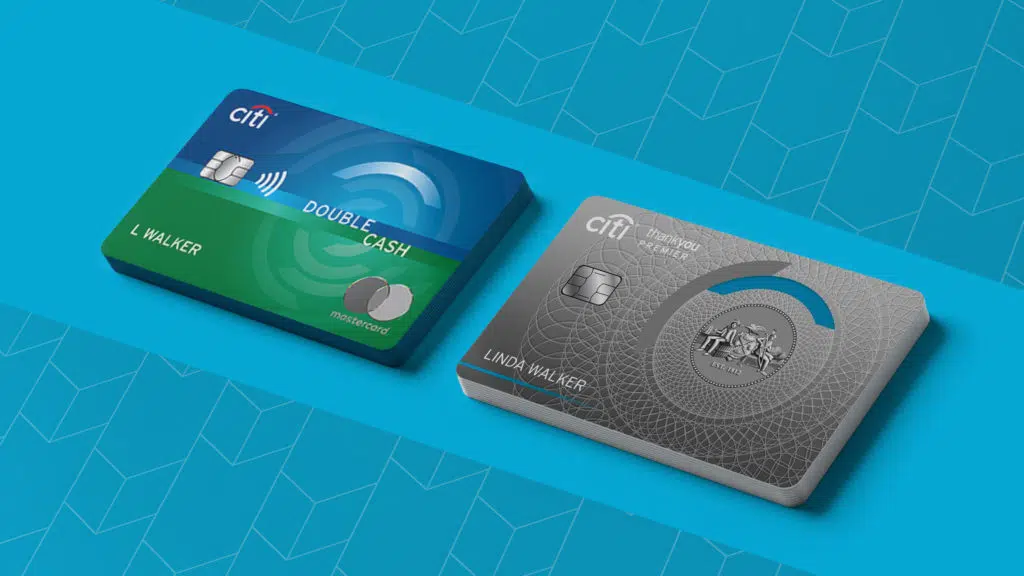 citi
DOUBLE
CASH
L WALKER
mastercard
citi
thankyou
PREMIER
LINDA WALKER